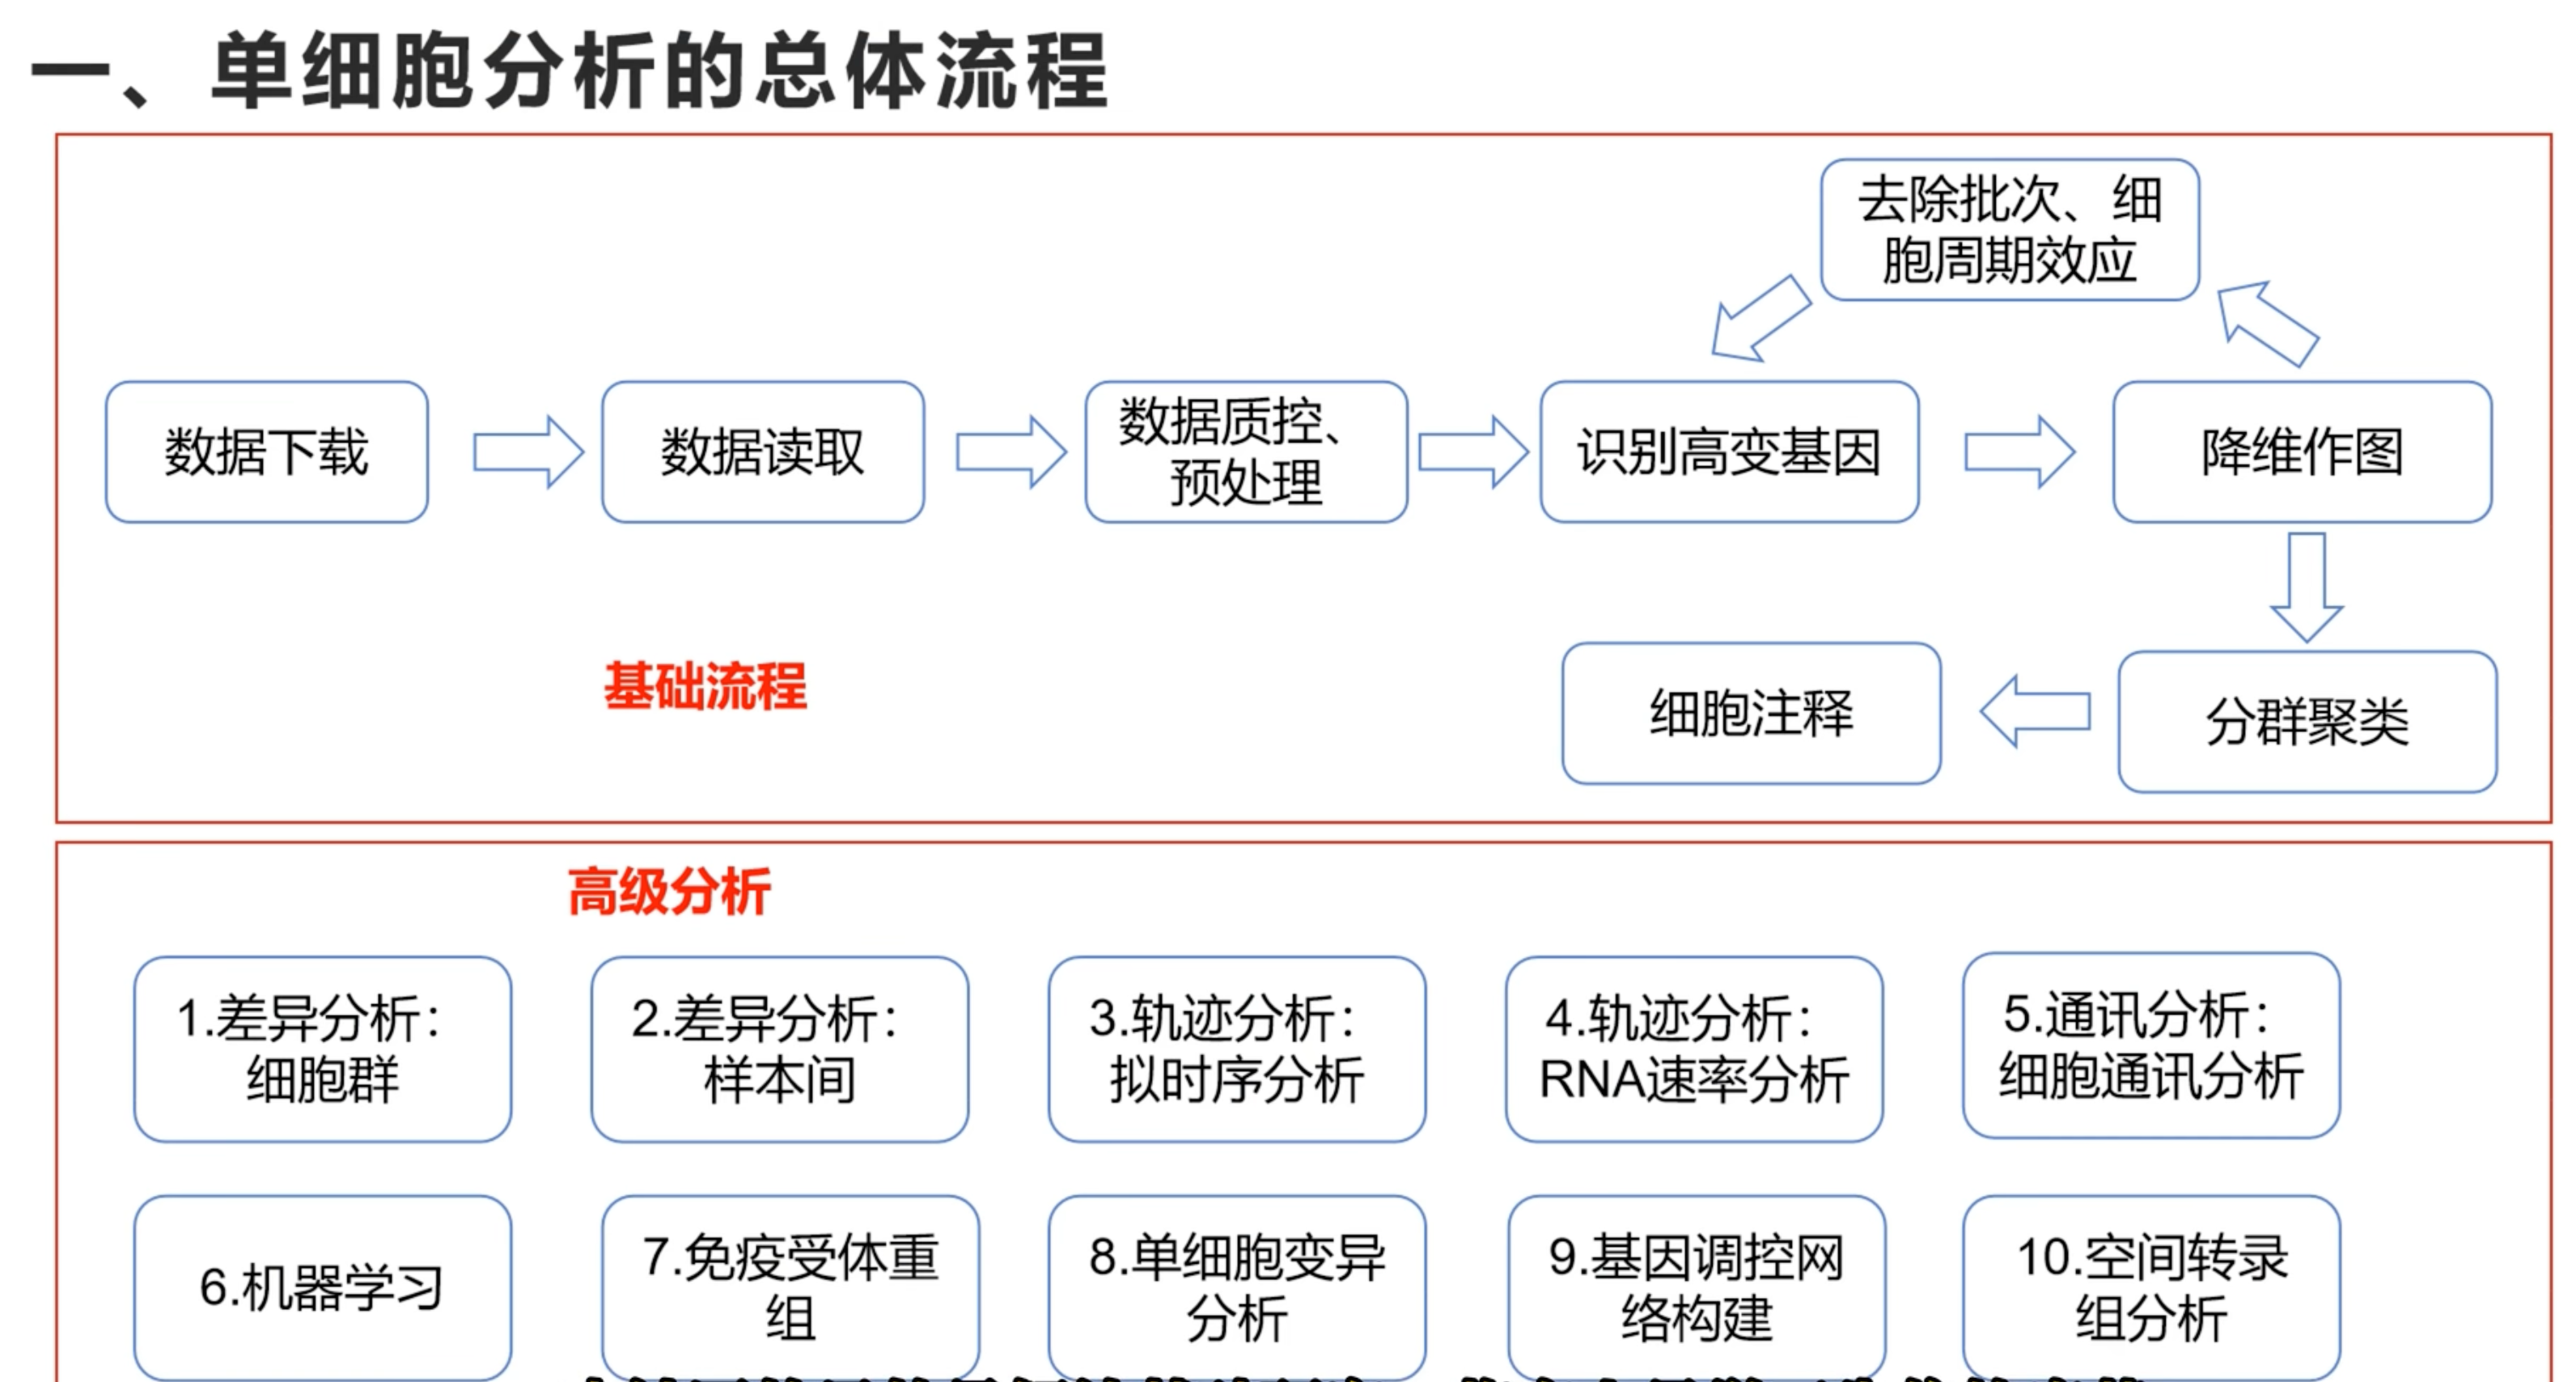 一、单细胞分析的总体流程
去除批次、细
胞周期效应
数据下载
数据读取
数据质控、
预处理
识别高变基因
降维作图
基础流程
细胞注释
分群聚类
高级分析
1.差异分析：
细胞群
2.差异分析：
样本间
3.轨迹分析：
拟时序分析
4.轨迹分析：
RNA速率分析
5.通讯分析：
细胞通讯分析
6.机器学习
7.免疫受体重
组
8.单细胞变异
分析
9.基因调控网
络构建
10.空间转录
组分析